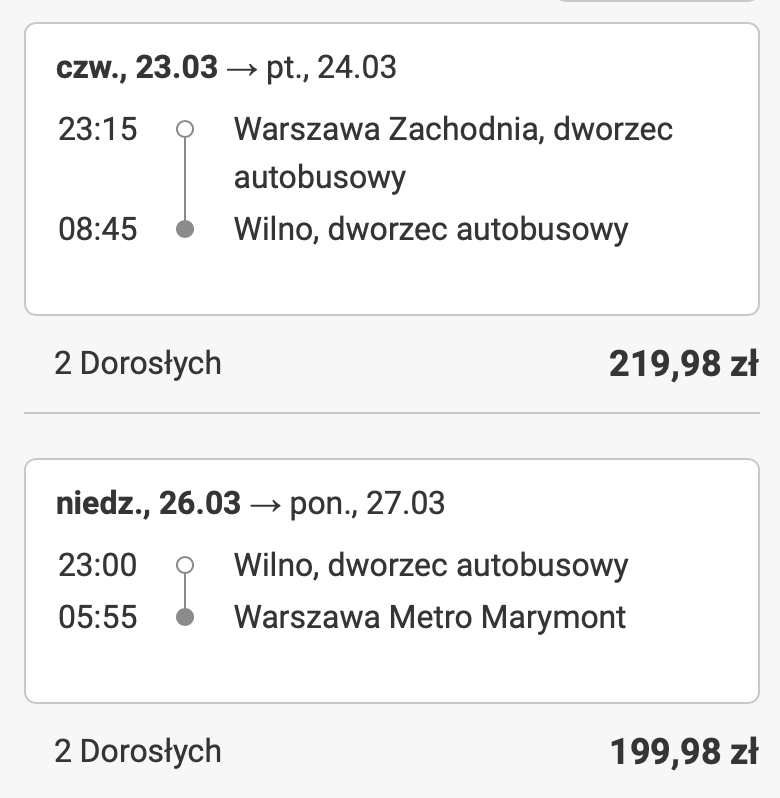 czw., 23.03 → pt., 24.03
23:15 Warszawa Zachodnia, dworzec
autobusowy
08:45 Wilno, dworzec autobusowy
2 Dorosłych 219,98 zł
niedz., 26.03 → pon., 27.03
23:00 Wilno, dworzec autobusowy
05:55 Warszawa Metro Marymont
2 Dorosłych 199,98 zł